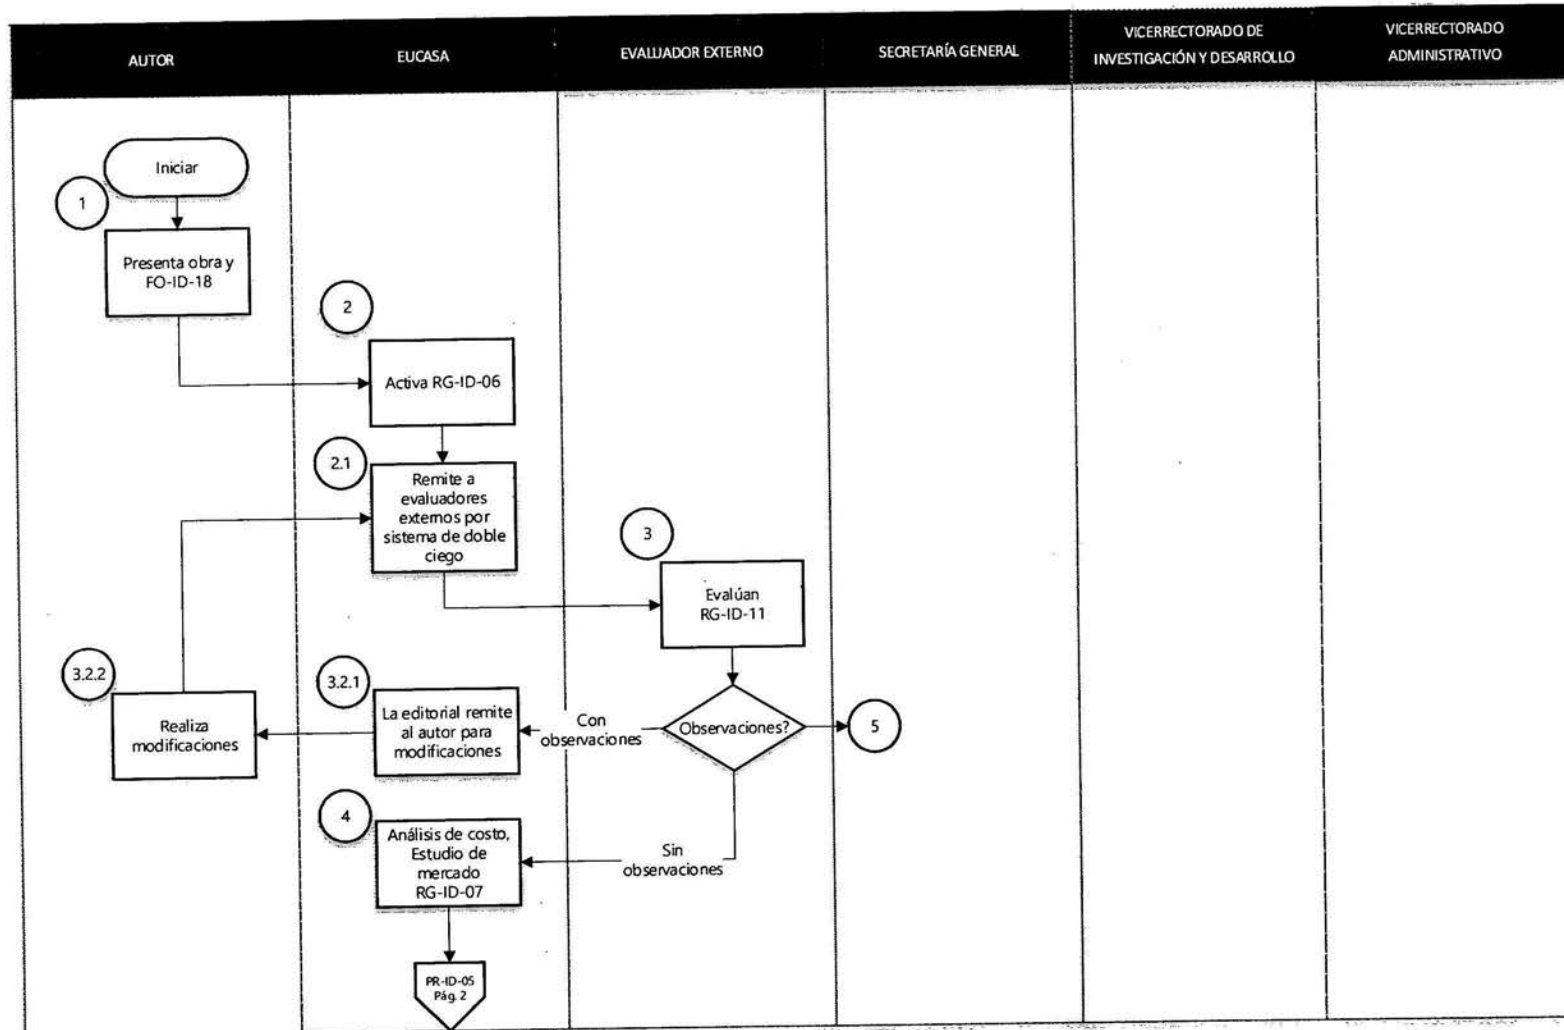 AUTOR
EUCASA
EVALUADOR EXTERNO
SECRETARÍA GENERAL
VICERRECTORADO DE
INVESTIGACIÓN Y DESARROLLO
VICERRECTORADO
ADMINISTRATIVO
Iniciar
1
Presenta obra y
FO-ID-18
2
Activa RG-ID-06
2.1
Remite a
evaluadores
externos por
sistema de doble
ciego
3
Evalúan
RG-ID-11
3.2.2
Realiza
modificaciones
3.2.1
La editorial remite
al autor para
modificaciones
Con
observaciones
Observaciones?
5
4
Análisis de costo,
Estudio de
mercado
RG-ID-07
Sin
observaciones
PR-ID-05
Pág. 2